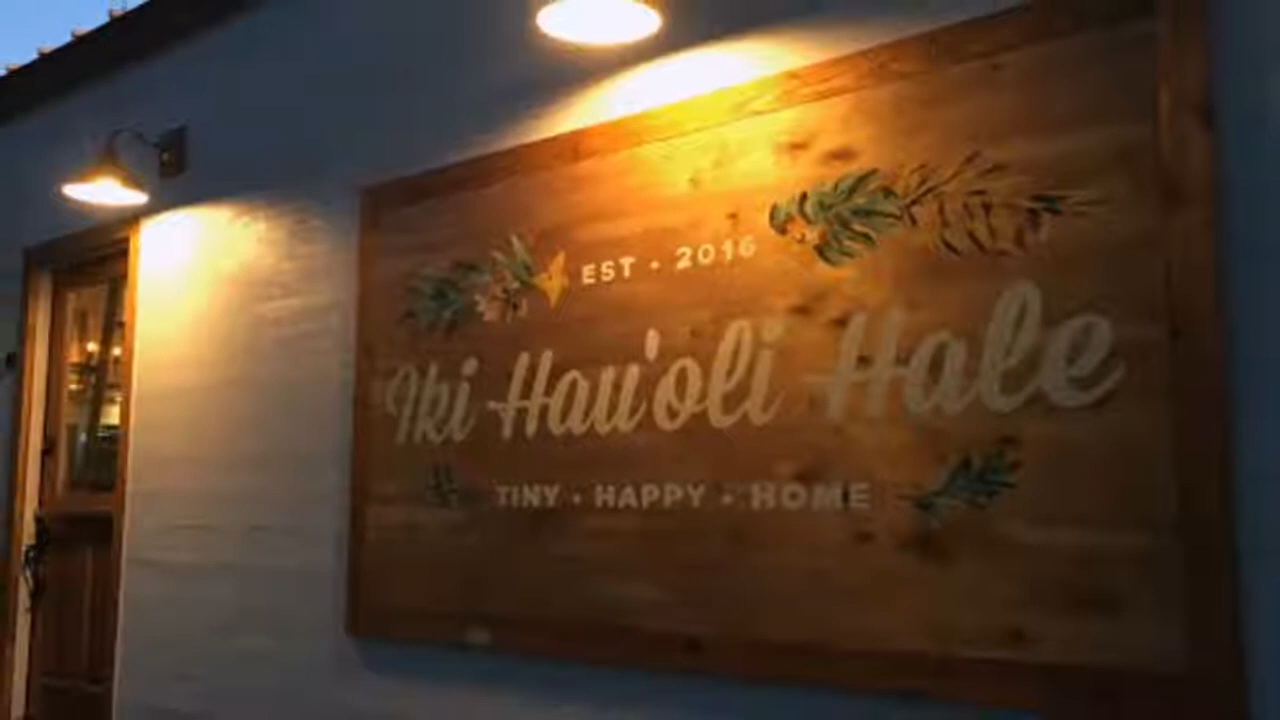 EST • 2016
Iki Hau'oli Hale
TINY • HAPPY • HOME